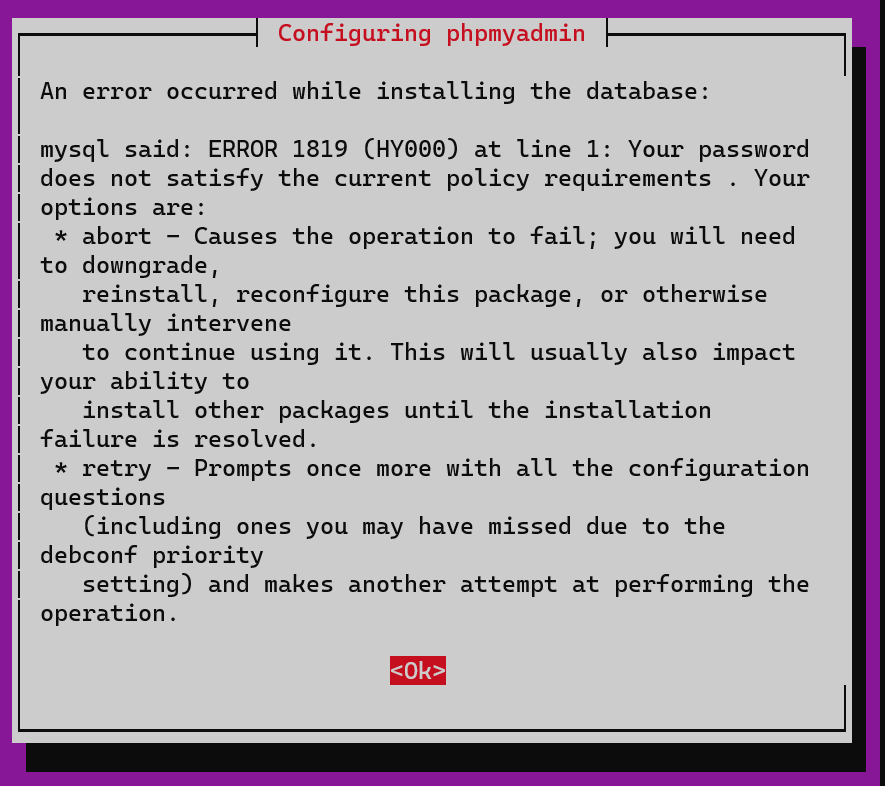 Configuring phpmyadmin
An error occurred while installing the database:
mysql said: ERROR 1819 (HY000) at line 1: Your password
does not satisfy the current policy requirements . Your
options are:
* abort - Causes the operation to fail; you will need
to downgrade,
reinstall, reconfigure this package, or otherwise
manually intervene
to continue using it. This will usually also impact
your ability to
install other packages until the installation
failure is resolved.
* retry - Prompts once more with all the configuration
questions
(including ones you may have missed due to the
debconf priority
setting) and makes another attempt at performing the
operation.
<Ok>